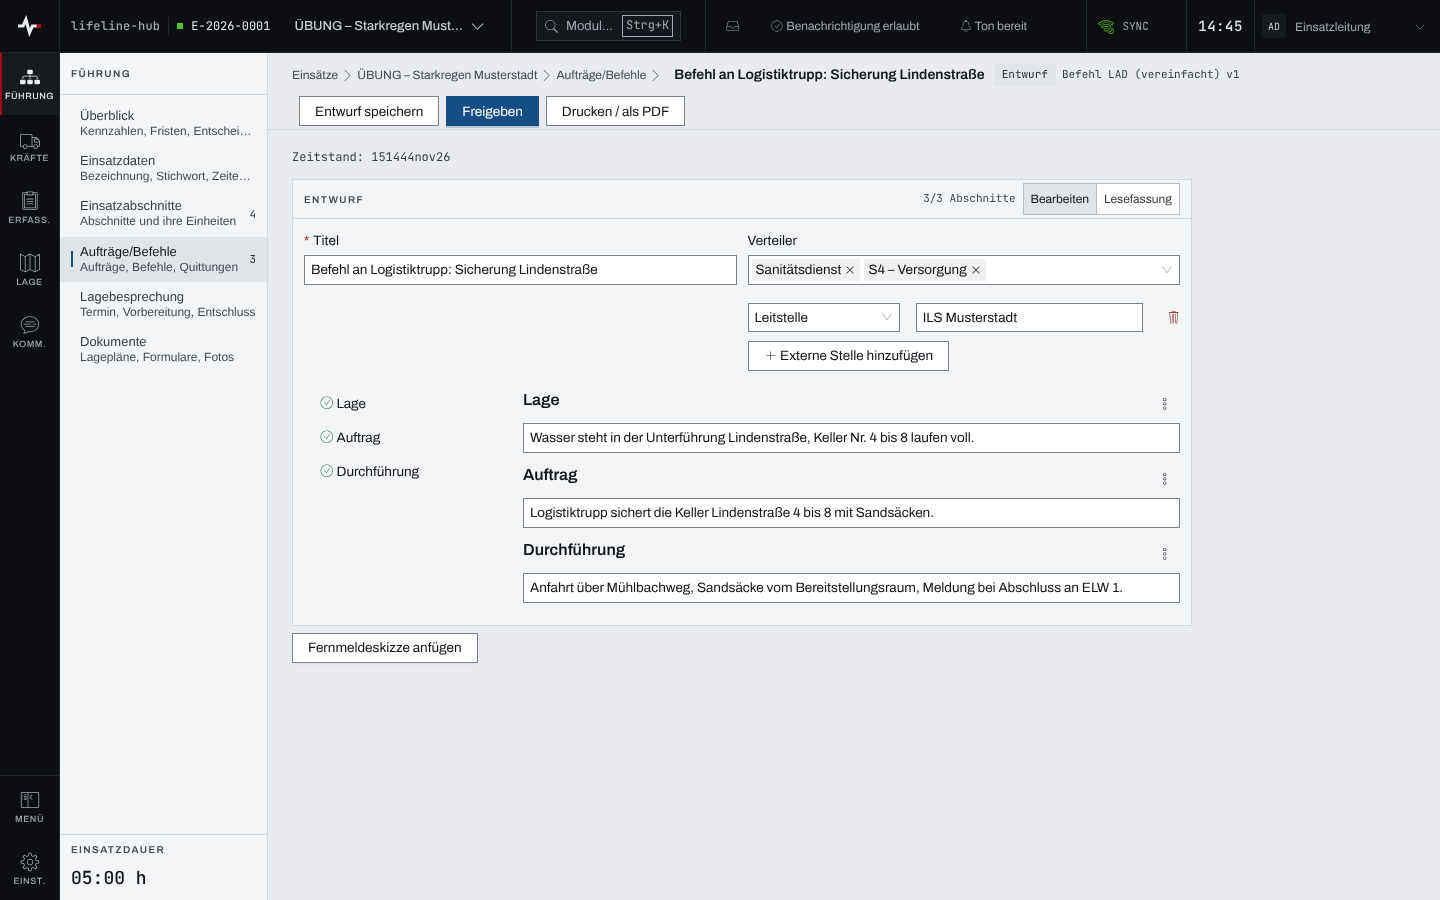 lifeline-hub
E-2026-0001
ÜBUNG – Starkregen Must...
Modul...
Strg+K
Benachrichtigung erlaubt
Ton bereit
SYNC
14:45
AD
Einsatzleitung
FÜHRUNG
KRÄFTE
ERFASS.
LAGE
KOMM.
MENÜ
EINST.
FÜHRUNG
Überblick
Kennzahlen, Fristen, Entschei...
Einsatzdaten
Bezeichnung, Stichwort, Zeite...
Einsatzabschnitte
Abschnitte und ihre Einheiten
4
Aufträge/Befehle
Aufträge, Befehle, Quittungen
3
Lagebesprechung
Termin, Vorbereitung, Entschluss
Dokumente
Lagepläne, Formulare, Fotos
EINSATZDAUER
05:00 h
Einsätze > ÜBUNG – Starkregen Musterstadt > Aufträge/Befehle > Befehl an Logistiktrupp: Sicherung Lindenstraße Entwurf Befehl LAD (vereinfacht) v1
Entwurf speichern
Freigeben
Drucken / als PDF
Zeitstand: 151444nov26
ENTWURF
3/3 Abschnitte
Bearbeiten
Lesefassung
* Titel
Befehl an Logistiktrupp: Sicherung Lindenstraße
Verteiler
Sanitätsdienst
S4 – Versorgung
Leitstelle
ILS Musterstadt
+ Externe Stelle hinzufügen
Lage
Auftrag
Durchführung
Lage
Wasser steht in der Unterführung Lindenstraße, Keller Nr. 4 bis 8 laufen voll.
Auftrag
Logistiktrupp sichert die Keller Lindenstraße 4 bis 8 mit Sandsäcken.
Durchführung
Anfahrt über Mühlbachweg, Sandsäcke vom Bereitstellungsraum, Meldung bei Abschluss an ELW 1.
Fernmeldeskizze anfügen